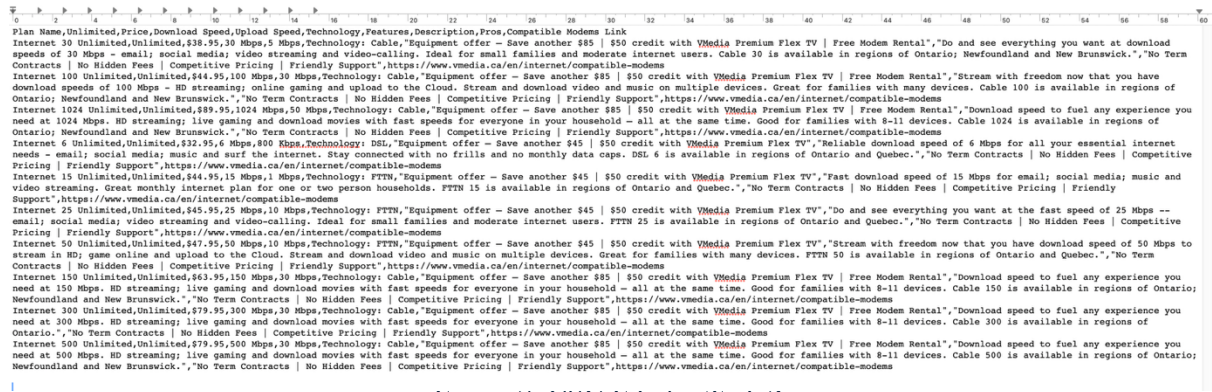 0 2 4 6 8 10 12 14 16 18 20 22 24 26 28 30 32 34 36 38 40 42 44 46 48 50 52 54 56 58 60
Plan Name,Unlimited,Price,Download Speed,Upload Speed,Technology,Features,Description,Pros,Compatible Modems Link
Internet 30 Unlimited,Unlimited,$38.95,30 Mbps,5 Mbps,Technology: Cable,"Equipment offer – Save another $85 | $50 credit with VMedia Premium Flex TV | Free Modem Rental","Do and see everything you want at download
speeds of 30 Mbps - email; social media; video streaming and video-calling. Ideal for small families and moderate internet users. Cable 30 is available in regions of Ontario; Newfoundland and New Brunswick.","No Term
Contracts | No Hidden Fees | Competitive Pricing | Friendly Support",https://www.vmedia.ca/en/internet/compatible-modems
Internet 100 Unlimited,Unlimited,$44.95,100 Mbps,30 Mbps,Technology: Cable,"Equipment offer – Save another $85 | $50 credit with VMedia Premium Flex TV | Free Modem Rental","Stream with freedom now that you have
download speeds of 100 Mbps - HD streaming; online gaming and upload to the Cloud. Stream and download video and music on multiple devices. Great for families with many devices. Cable 100 is available in regions of
Ontario; Newfoundland and New Brunswick.","No Term Contracts | No Hidden Fees | Competitive Pricing | Friendly Support",https://www.vmedia.ca/en/internet/compatible-modems
Internet 1024 Unlimited,Unlimited,$89.95,1024 Mbps,50 Mbps,Technology: Cable,"Equipment offer – Save another $85 | $50 credit with VMedia Premium Flex TV | Free Modem Rental","Download speed to fuel any experience you
need at 1024 Mbps. HD streaming; live gaming and download movies with fast speeds for everyone in your household — all at the same time. Good for families with 8-11 devices. Cable 1024 is available in regions of
Ontario; Newfoundland and New Brunswick.","No Term Contracts | No Hidden Fees | Competitive Pricing | Friendly Support",https://www.vmedia.ca/en/internet/compatible-modems
Internet 6 Unlimited,Unlimited,$32.95,6 Mbps,800 Kbps,Technology: DSL,"Equipment offer – Save another $45 | $50 credit with VMedia Premium Flex TV","Reliable download speed of 6 Mbps for all your essential internet
needs - email; social media; music and surf the internet. Stay connected with no frills and no monthly data caps. DSL 6 is available in regions of Ontario and Quebec.","No Term Contracts | No Hidden Fees | Competitive
Pricing | Friendly Support",https://www.vmedia.ca/en/internet/compatible-modems
Internet 15 Unlimited,Unlimited,$44.95,15 Mbps,1 Mbps,Technology: FTTN,"Equipment offer – Save another $45 | $50 credit with VMedia Premium Flex TV","Fast download speed of 15 Mbps for email; social media; music and
video streaming. Great monthly internet plan for one or two person households. FTTN 15 is available in regions of Ontario and Quebec.","No Term Contracts | No Hidden Fees | Competitive Pricing | Friendly
Support",https://www.vmedia.ca/en/internet/compatible-modems
Internet 25 Unlimited,Unlimited,$45.95,25 Mbps,10 Mbps,Technology: FTTN,"Equipment offer – Save another $45 | $50 credit with VMedia Premium Flex TV","Do and see everything you want at the fast speed of 25 Mbps --
email; social media; video streaming and video-calling. Ideal for small families and moderate internet users. FTTN 25 is available in regions of Ontario and Quebec.","No Term Contracts | No Hidden Fees | Competitive
Pricing | Friendly Support",https://www.vmedia.ca/en/internet/compatible-modems
Internet 50 Unlimited,Unlimited,$47.95,50 Mbps,10 Mbps,Technology: FTTN,"Equipment offer – Save another $45 | $50 credit with VMedia Premium Flex TV","Stream with freedom now that you have download speed of 50 Mbps to
stream in HD; game online and upload to the Cloud. Stream and download video and music on multiple devices. Great for families with many devices. FTTN 50 is available in regions of Ontario and Quebec.","No Term
Contracts | No Hidden Fees | Competitive Pricing | Friendly Support",https://www.vmedia.ca/en/internet/compatible-modems
Internet 150 Unlimited,Unlimited,$63.95,150 Mbps,30 Mbps,Technology: Cable,"Equipment offer – Save another $85 | $50 credit with VMedia Premium Flex TV | Free Modem Rental","Download speed to fuel any experience you
need at 150 Mbps. HD streaming; live gaming and download movies with fast speeds for everyone in your household — all at the same time. Good for families with 8-11 devices. Cable 150 is available in regions of Ontario;
Newfoundland and New Brunswick.","No Term Contracts | No Hidden Fees | Competitive Pricing | Friendly Support",https://www.vmedia.ca/en/internet/compatible-modems
Internet 300 Unlimited,Unlimited,$79.95,300 Mbps,30 Mbps,Technology: Cable,"Equipment offer – Save another $85 | $50 credit with VMedia Premium Flex TV | Free Modem Rental","Download speed to fuel any experience you
need at 300 Mbps. HD streaming; live gaming and download movies with fast speeds for everyone in your household — all at the same time. Good for families with 8-11 devices. Cable 300 is available in regions of
Ontario.","No Term Contracts | No Hidden Fees | Competitive Pricing | Friendly Support",https://www.vmedia.ca/en/internet/compatible-modems
Internet 500 Unlimited,Unlimited,$79.95,500 Mbps,30 Mbps,Technology: Cable,"Equipment offer – Save another $85 | $50 credit with VMedia Premium Flex TV | Free Modem Rental","Download speed to fuel any experience you
need at 500 Mbps. HD streaming; live gaming and download movies with fast speeds for everyone in your household — all at the same time. Good for families with 8-11 devices. Cable 500 is available in regions of Ontario;
Newfoundland and New Brunswick.","No Term Contracts | No Hidden Fees | Competitive Pricing | Friendly Support",https://www.vmedia.ca/en/internet/compatible-modems